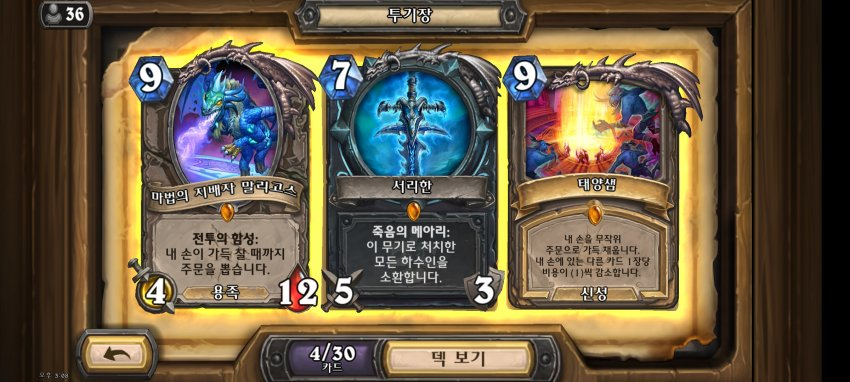 36
투기장
9
마법의 지배자 말리고스
전투의 함성:
내 손이 가득 찰 때까지
주문을 뽑습니다.
4
용족
12
7
서리한
죽음의 메아리:
이 무기로 처치한
모든 하수인을
소환합니다.
5
3
9
태양샘
내 손을 무작위
주문으로 가득 채웁니다.
내 손에 있는 다른 카드 1장당
비용이 (1)씩 감소합니다.
신성
4/30
카드
덱 보기
오후 3:08